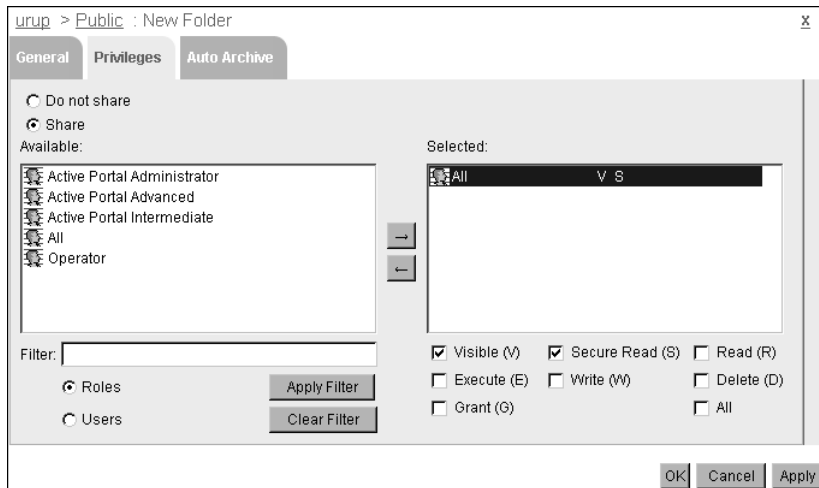 urup > Public : New Folder x
General Privileges Auto Archive
Do not share
Share
Available: Selected:
Active Portal Administrator
Active Portal Advanced
Active Portal Intermediate
All
Operator
All V S
→
←
Filter:
Roles Apply Filter
Users Clear Filter
Visible (V) Secure Read (S) Read (R)
Execute (E) Write (W) Delete (D)
Grant (G) All
OK Cancel Apply